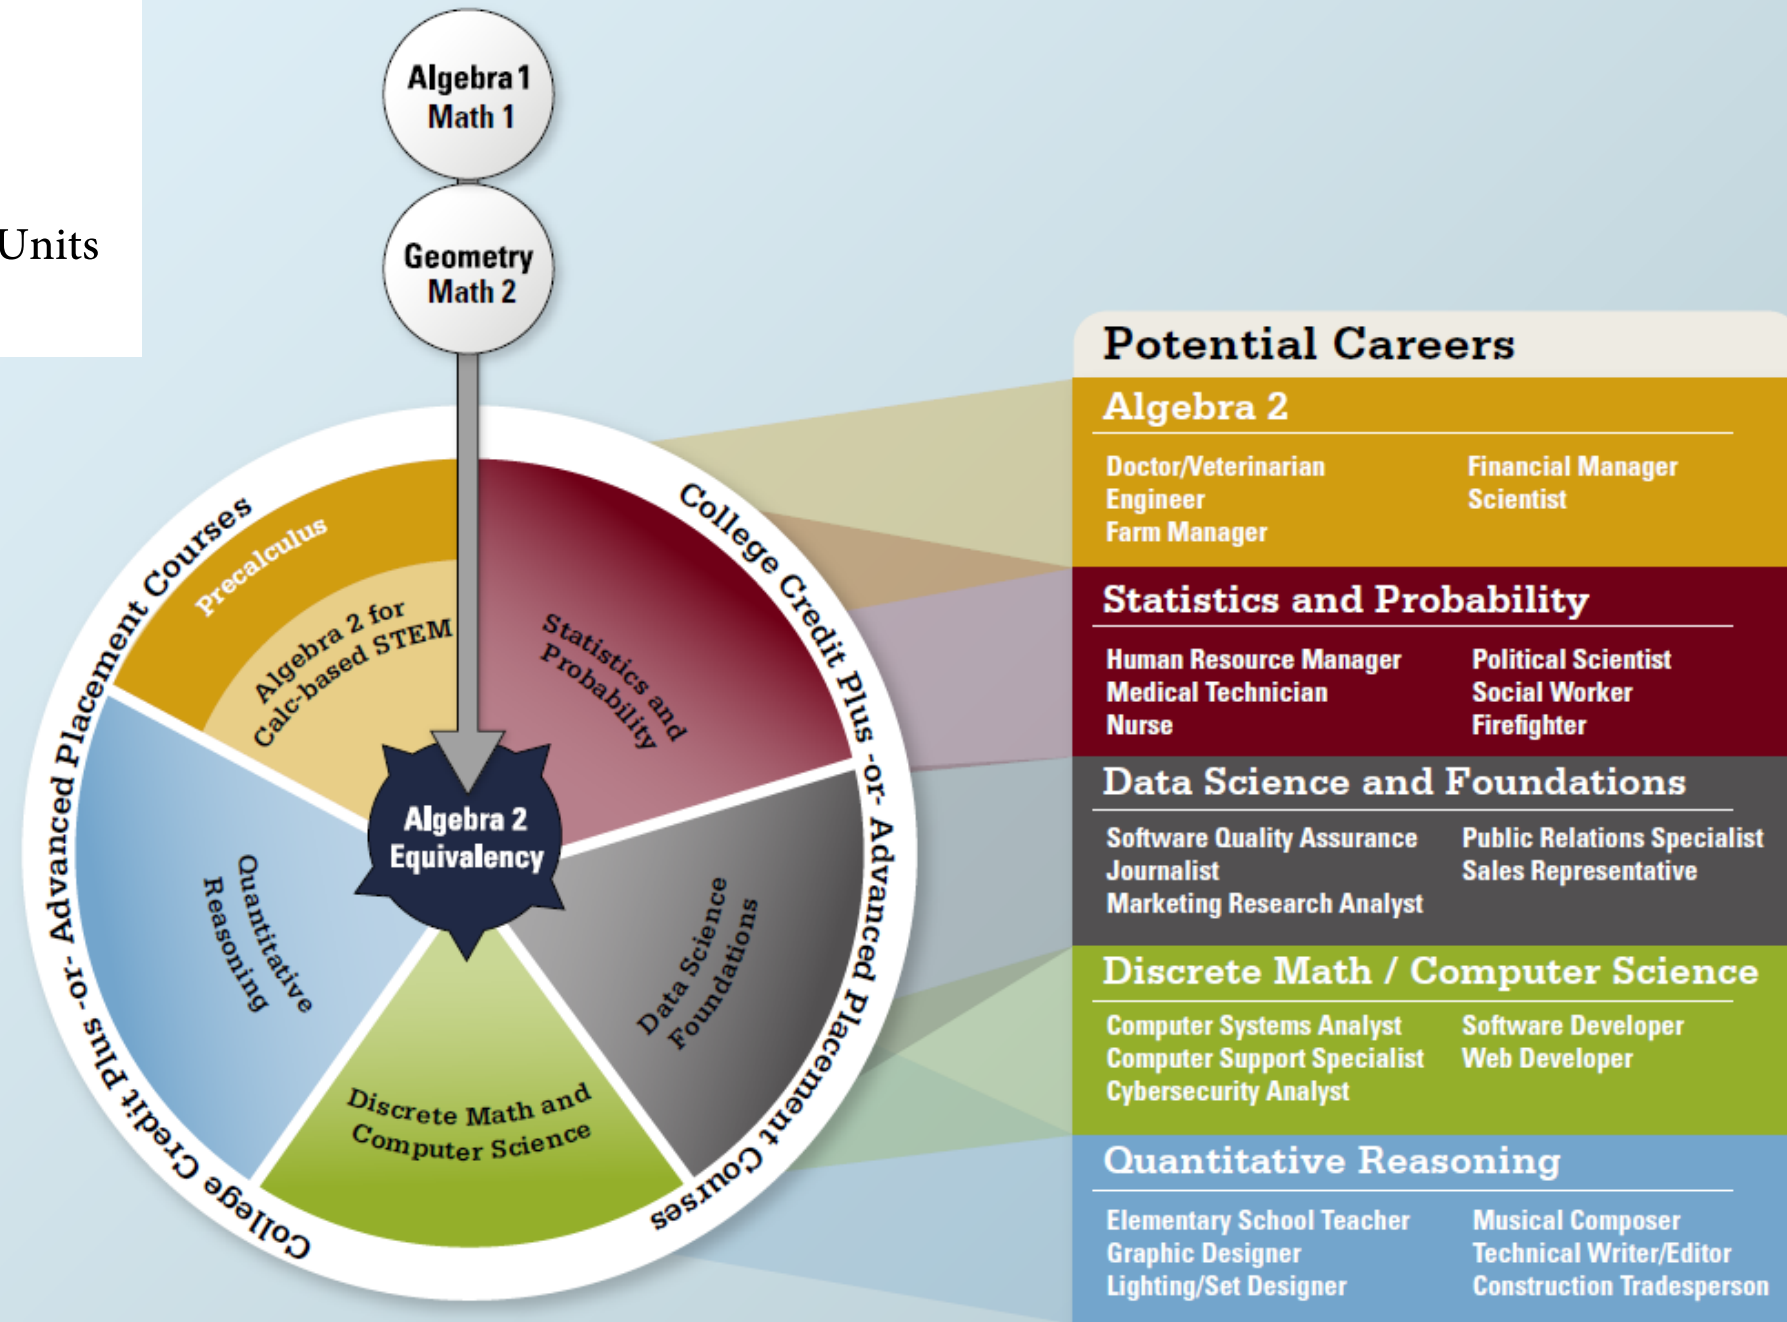 Units
Algebra 1
Math 1
Geometry
Math 2
College Credit Plus -or- Advanced Placement Courses
College Credit Plus -or- Advanced Placement Courses
Precalculus
Algebra 2 for
Calc-based STEM
Statistics and
Probability
Algebra 2
Equivalency
Quantitative
Reasoning
Data Science
Foundations
Discrete Math and
Computer Science
Potential Careers
Algebra 2
Doctor/Veterinarian
Engineer
Farm Manager
Financial Manager
Scientist
Statistics and Probability
Human Resource Manager
Medical Technician
Nurse
Political Scientist
Social Worker
Firefighter
Data Science and Foundations
Software Quality Assurance
Journalist
Marketing Research Analyst
Public Relations Specialist
Sales Representative
Discrete Math / Computer Science
Computer Systems Analyst
Computer Support Specialist
Cybersecurity Analyst
Software Developer
Web Developer
Quantitative Reasoning
Elementary School Teacher
Graphic Designer
Lighting/Set Designer
Musical Composer
Technical Writer/Editor
Construction Tradesperson